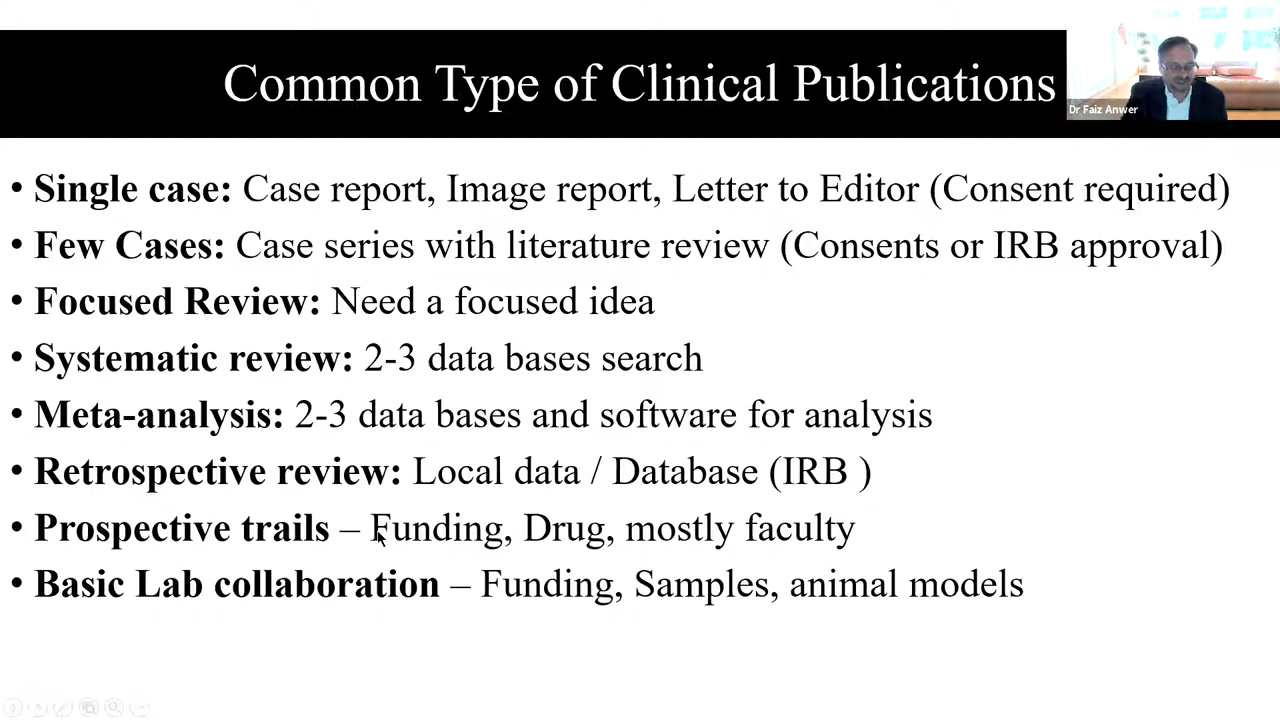 Common Type of Clinical Publications
Dr Faiz Anwer
• Single case: Case report, Image report, Letter to Editor (Consent required)
• Few Cases: Case series with literature review (Consents or IRB approval)
• Focused Review: Need a focused idea
• Systematic review: 2-3 data bases search
• Meta-analysis: 2-3 data bases and software for analysis
• Retrospective review: Local data / Database (IRB )
• Prospective trails – Funding, Drug, mostly faculty
• Basic Lab collaboration – Funding, Samples, animal models